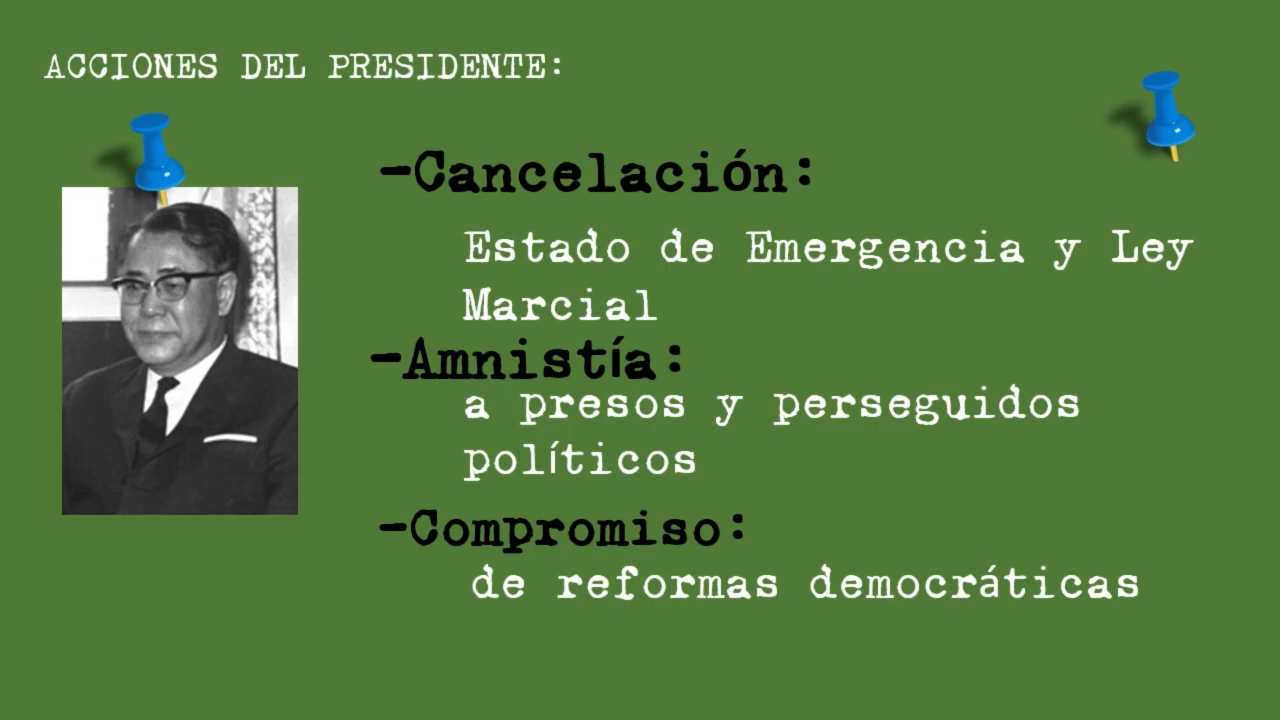 ACCIONES DEL PRESIDENTE:
-Cancelación:
Estado de Emergencia y Ley
Marcial
-Amnistía:
a presos y perseguidos
políticos
-Compromiso:
de reformas democráticas